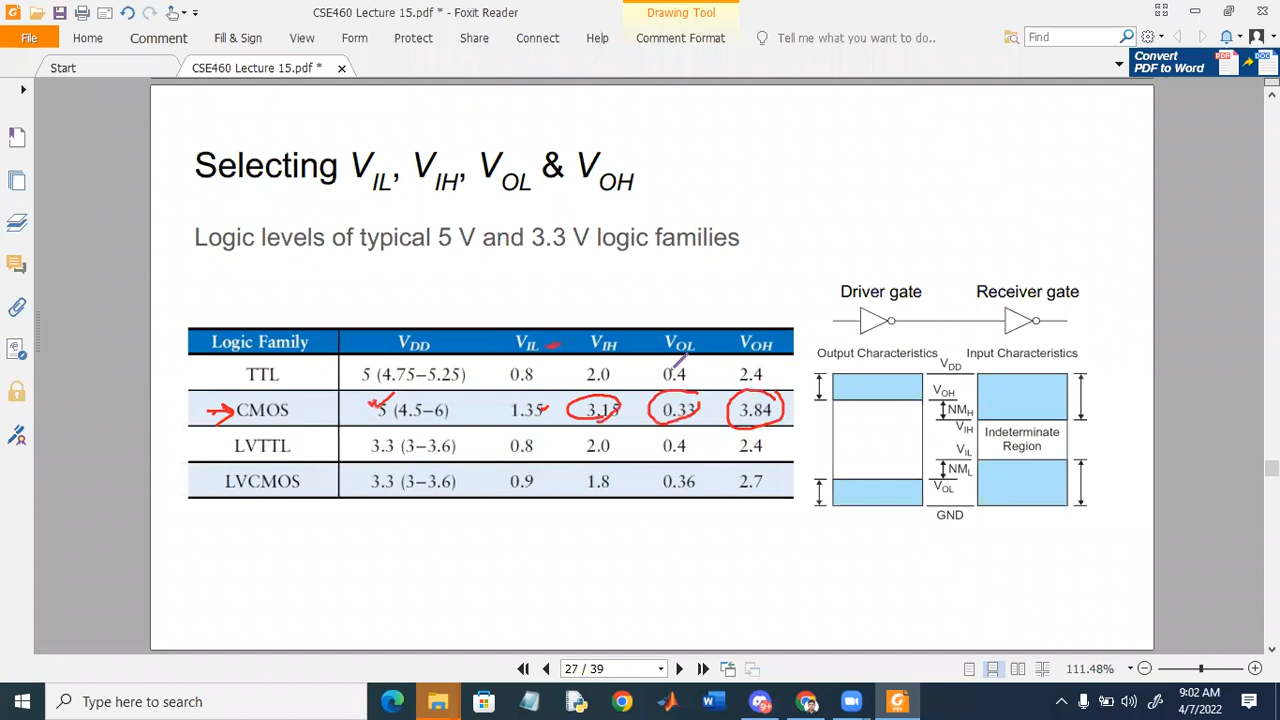 CSE460 Lecture 15.pdf * - Foxit Reader
Drawing Tool
File Home Comment Fill & Sign View Form Protect Share Connect Help Comment Format Tell me what you want to do.. Find
Start
CSE460 Lecture 15.pdf *
Convert
PDF to Word
Selecting VIL, VIH, VOL & VOH
Logic levels of typical 5 V and 3.3 V logic families
Logic Family VDD VIL VIH VOL VOH
TTL 5 (4.75–5.25) 0.8 2.0 0.4 2.4
CMOS 5 (4.5–6) 1.35 3.15 0.33 3.84
LVTTL 3.3 (3–3.6) 0.8 2.0 0.4 2.4
LVCMOS 3.3 (3–3.6) 0.9 1.8 0.36 2.7
Driver gate Receiver gate
Output Characteristics Input Characteristics
VDD
VOH
NMH
VIH
Indeterminate
Region
VIL
NML
VOL
GND
27 / 39
111.48%
Type here to search
9:02 AM
4/7/2022